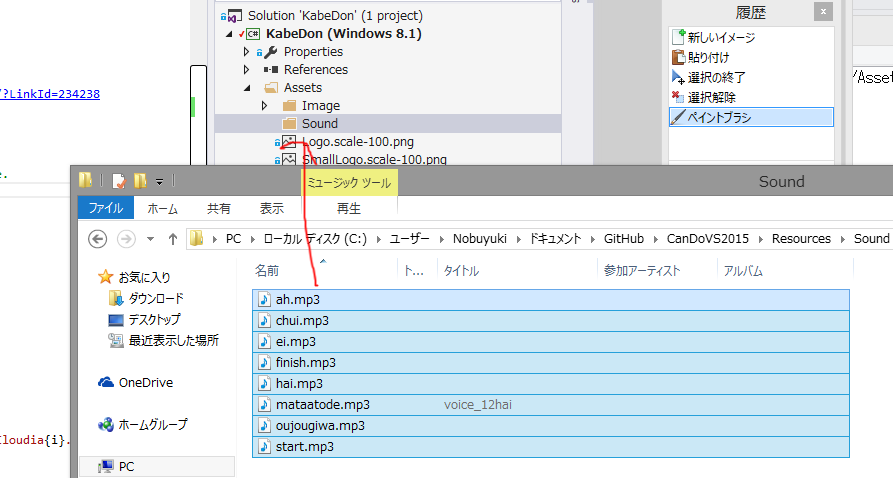 Solution 'KabeDon' (1 project)
KabeDon (Windows 8.1)
Properties
References
Assets
Image
Sound
Logo.scale-100.png
SmallLogo.scale-100.png
?LinkId=234238
履歴
新しいイメージ
貼り付け
選択の終了
選択解除
ペイントブラシ
/Asset
e.
ミュージック ツール
Sound
ファイル
ホーム
共有
表示
再生
PC
ローカル ディスク (C:)
ユーザー
Nobuyuki
ドキュメント
GitHub
CanDoVS2015
Resources
Sound
名前
ト...
タイトル
参加アーティスト
アルバム
お気に入り
ダウンロード
デスクトップ
最近表示した場所
OneDrive
ホームグループ
PC
ah.mp3
chui.mp3
ei.mp3
finish.mp3
hai.mp3
mataatode.mp3 voice_12hai
oujougiwa.mp3
start.mp3
Cloudia{i}.